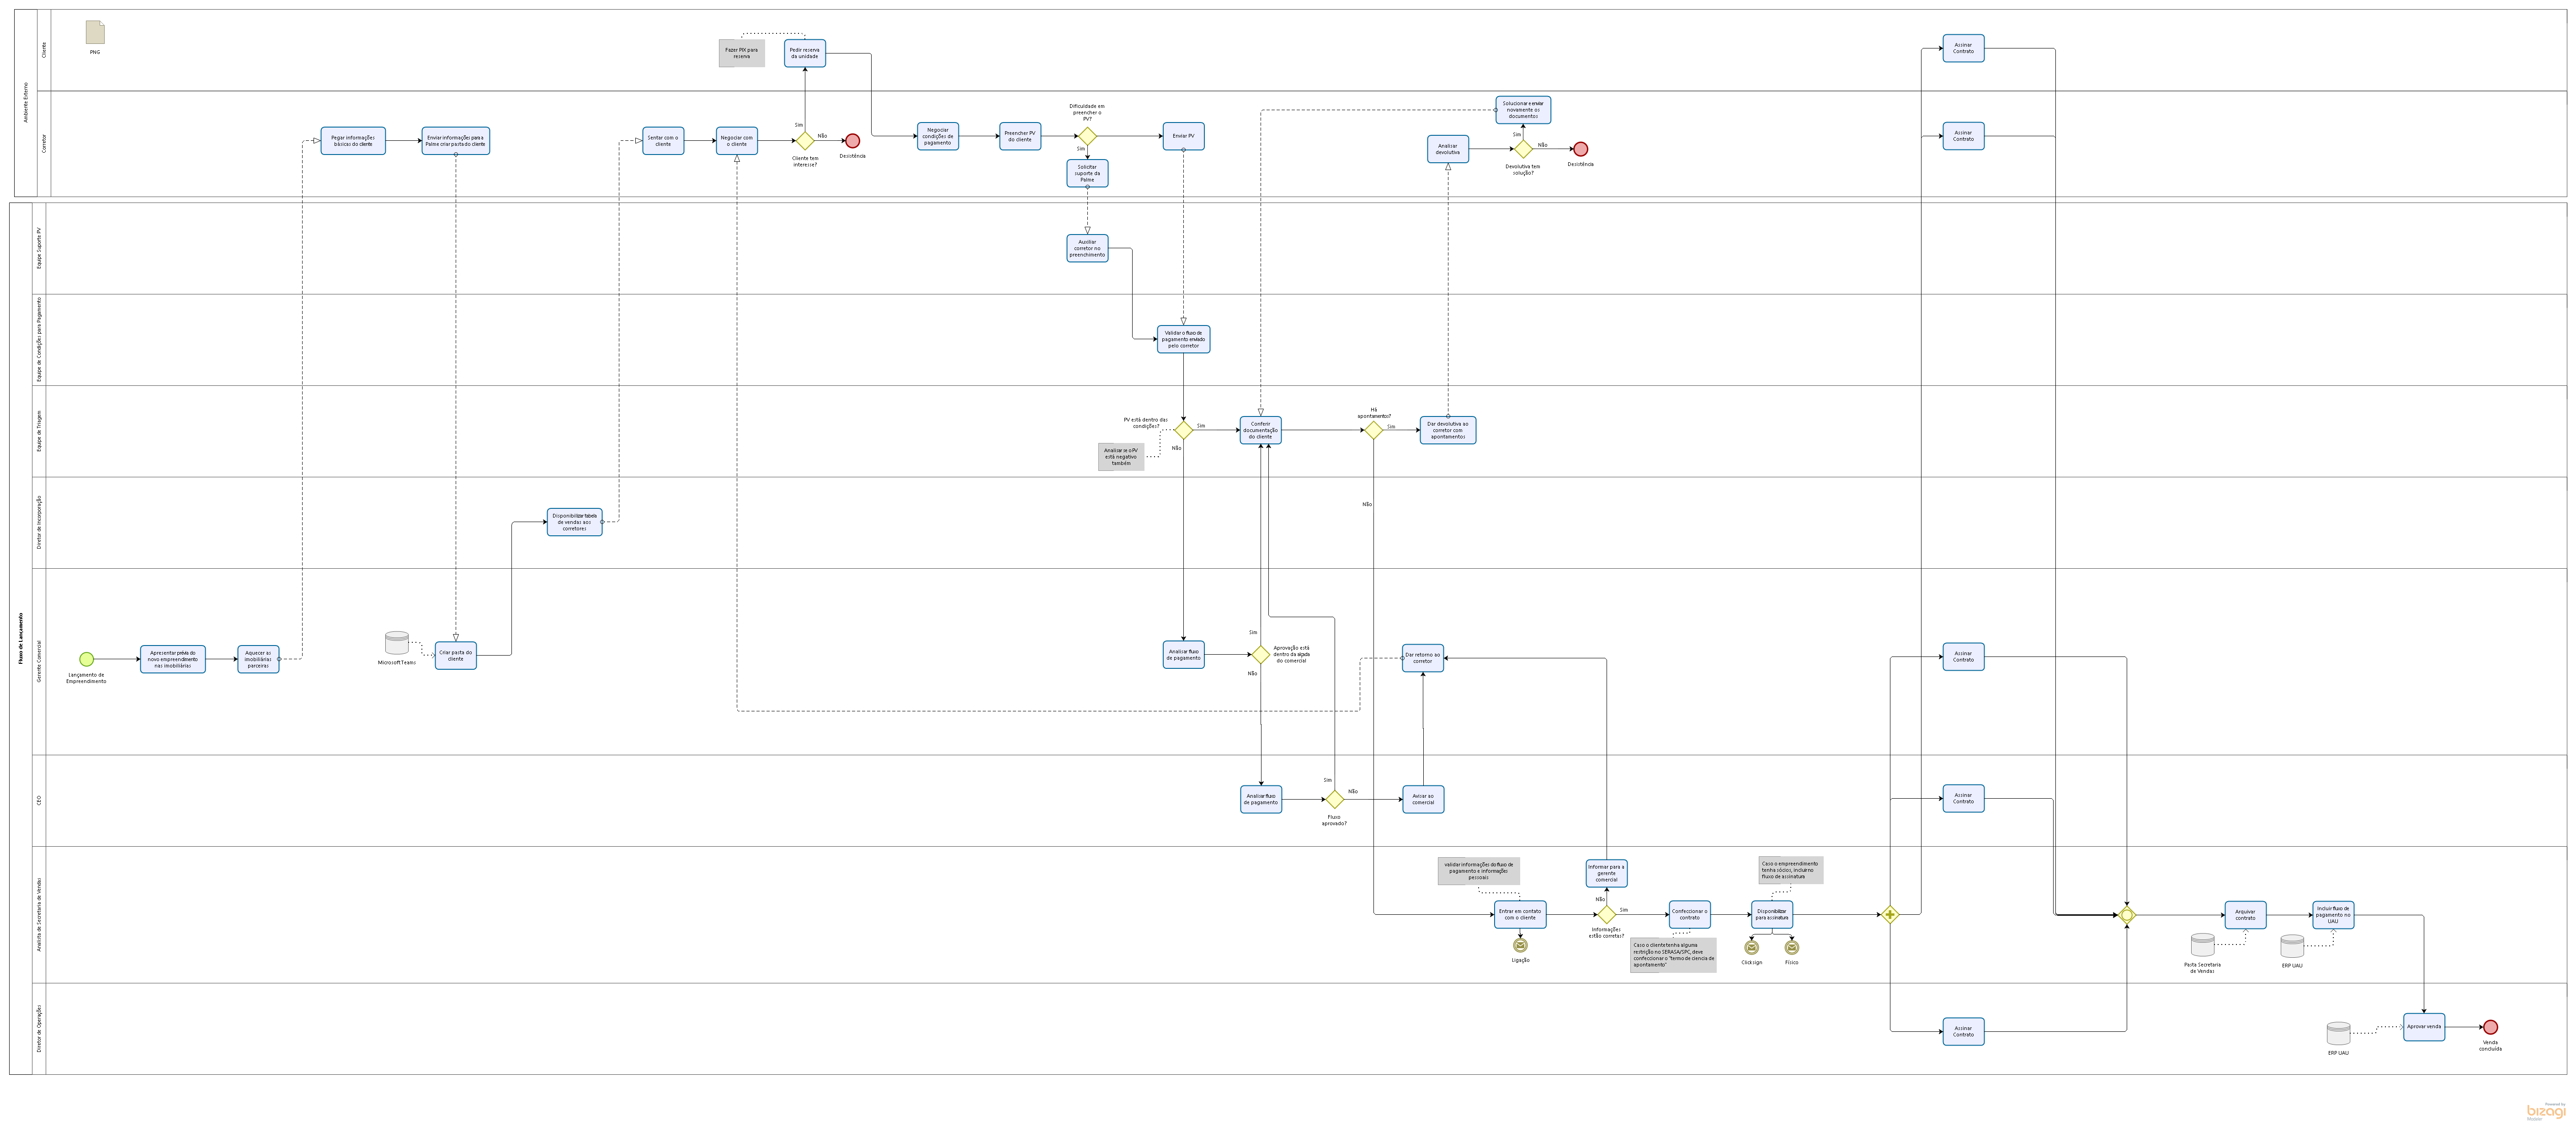 Ambiente Externo
Cliente
PNG
Fazer PIX para
reserva
Pedir reserva
da unidade
Assinar
Contrato
Corretor
Pegar informações
básicas do cliente
Enviar informações para a
Palme criar pasta do cliente
Sentar com o
cliente
Negociar com
o cliente
Sim
Não
Cliente tem
interesse?
Desistência
Negociar
condições de
pagamento
Preencher PV
do cliente
Dificuldade em
preencher o
PV?
Sim
Enviar PV
Solicitar
suporte da
Palme
Solucionar e enviar
novamente os
documentos
Analisar
devolutiva
Sim
Não
Devolutiva tem
solução?
Desistência
Assinar
Contrato
Fluxo de Lançamento
Equipe Suporte PV
Auxiliar
corretor no
preenchimento
Equipe de Condições para Pagamento
Validar o fluxo de
pagamento enviado
pelo corretor
Equipe de Triagem
PV está dentro das
condições?
Sim
Não
Analisar se o PV
está negativo
também
Conferir
documentação
do cliente
Há
apontamentos?
Sim
Não
Dar devolutiva ao
corretor com
apontamentos
Diretor de Incorporação
Disponibilizar tabela
de vendas aos
corretores
Gerente Comercial
Lançamento de
Empreendimento
Apresentar prévia do
novo empreendimento
nas imobiliárias
Aquecer as
imobiliárias
parceiras
Microsoft Teams
Criar pasta do
cliente
Analisar fluxo
de pagamento
Sim
Aprovação está
dentro da alçada
do comercial
Não
Dar retorno ao
corretor
Assinar
Contrato
CEO
Analisar fluxo
de pagamento
Sim
Não
Fluxo
aprovado?
Avisar ao
comercial
Assinar
Contrato
Analista de Secretaria de Vendas
validar informações do fluxo de
pagamento e informações
pessoais
Entrar em contato
com o cliente
Ligação
Informar para a
gerente
comercial
Não
Sim
Informações
estão corretas?
Confeccionar o
contrato
Caso o cliente tenha alguma
restrição no SERASA/SPC, deve
confeccionar o "termo de ciencia de
apontamento"
Caso o empreendimento
tenha sócios, incluir no
fluxo de assinatura
Disponibilizar
para assinatura
Clicksign
Físico
Arquivar
contrato
Pasta Secretaria
de Vendas
Incluir fluxo de
pagamento no
UAU
ERP UAU
Diretor de Operações
Assinar
Contrato
ERP UAU
Aprovar venda
Venda
concluída
Powered by
bizagi
Modeler